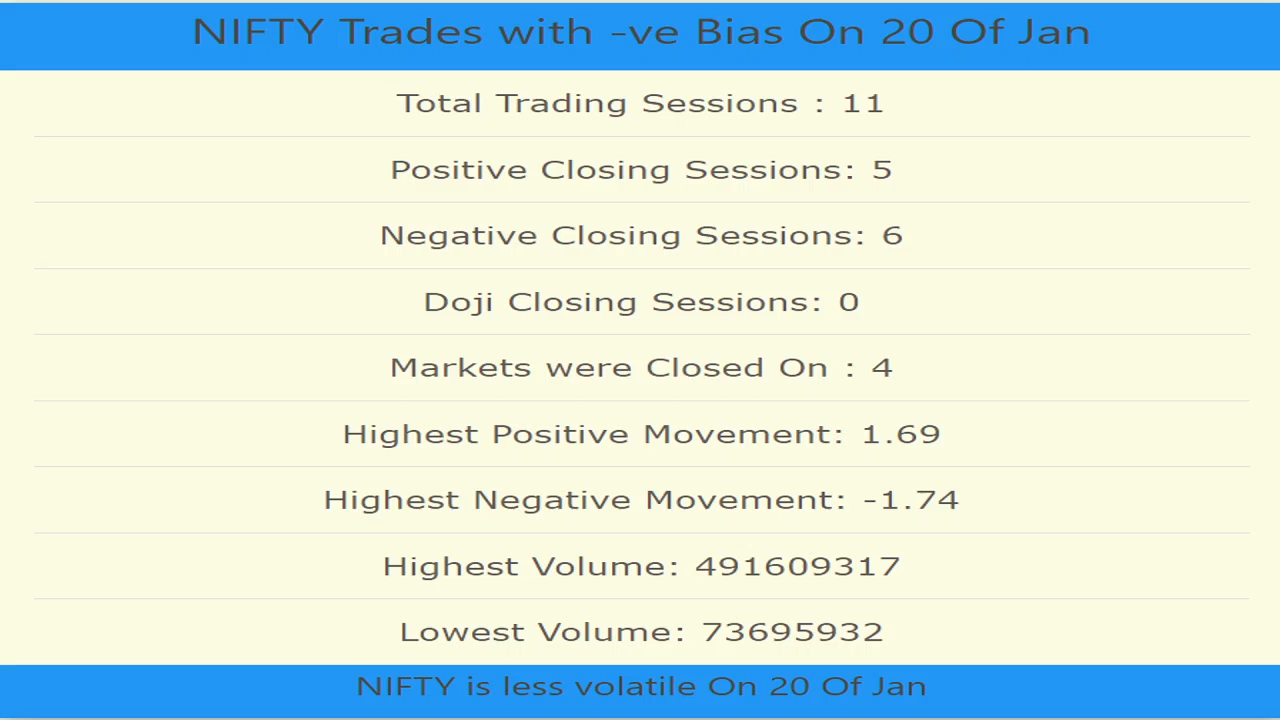 NIFTY Trades with -ve Bias On 20 Of Jan
Total Trading Sessions : 11
Positive Closing Sessions: 5
Negative Closing Sessions: 6
Doji Closing Sessions: 0
Markets were Closed On : 4
Highest Positive Movement: 1.69
Highest Negative Movement: -1.74
Highest Volume: 491609317
Lowest Volume: 73695932
NIFTY is less volatile On 20 Of Jan